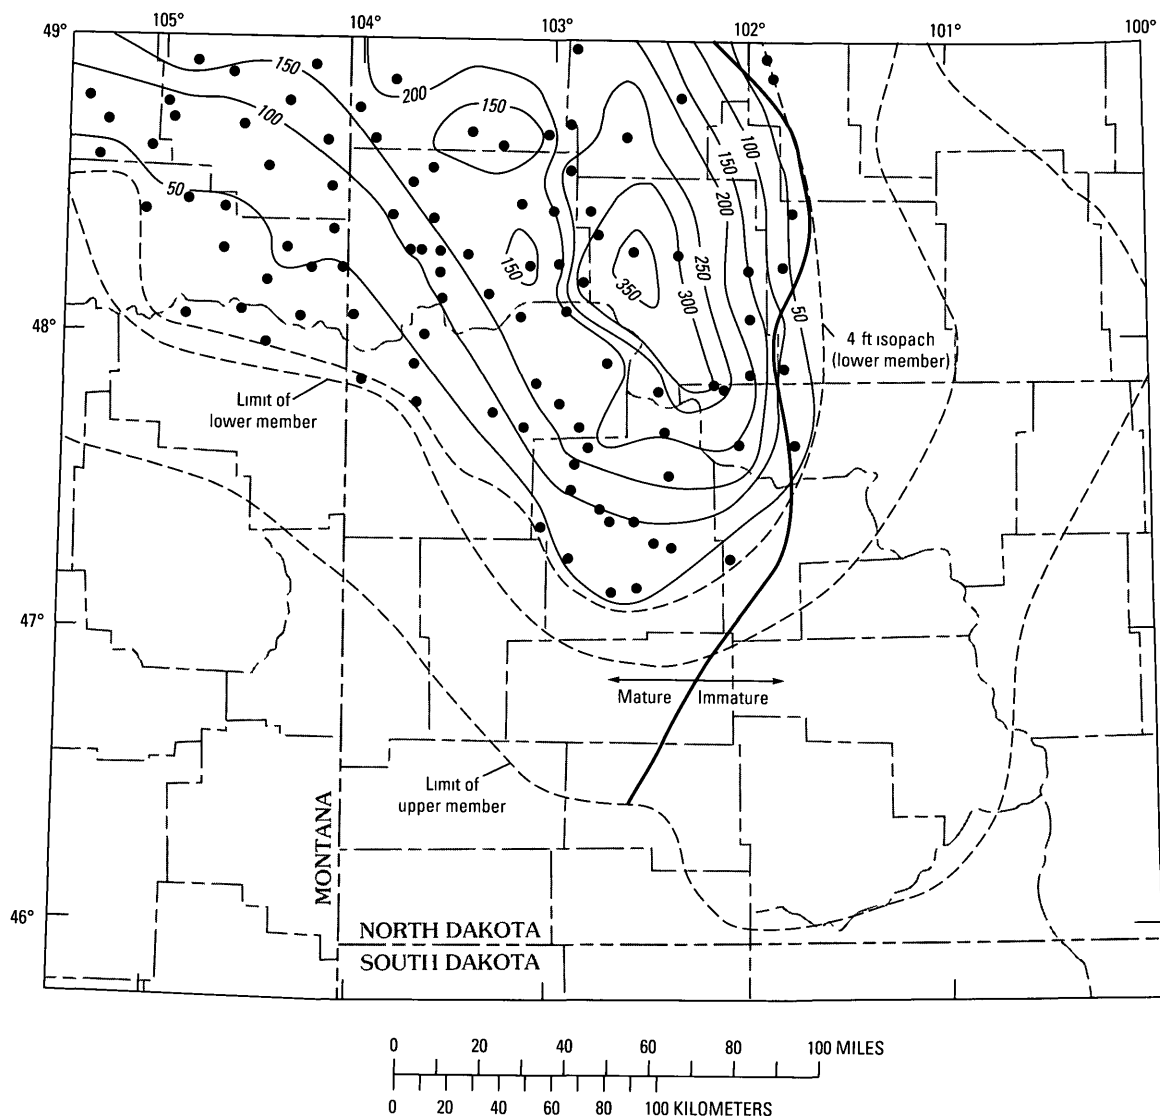 49° 105° 104° 103° 102° 101° 100°
150
200
150
100
100
150
50
200
150
250
350
300
50
48°
4 ft isopach
(lower member)
Limit of
lower member
47°
Mature Immature
Limit of
upper member
MONTANA
46°
NORTH DAKOTA
SOUTH DAKOTA
0 20 40 60 80 100 MILES
0 20 40 60 80 100 KILOMETERS